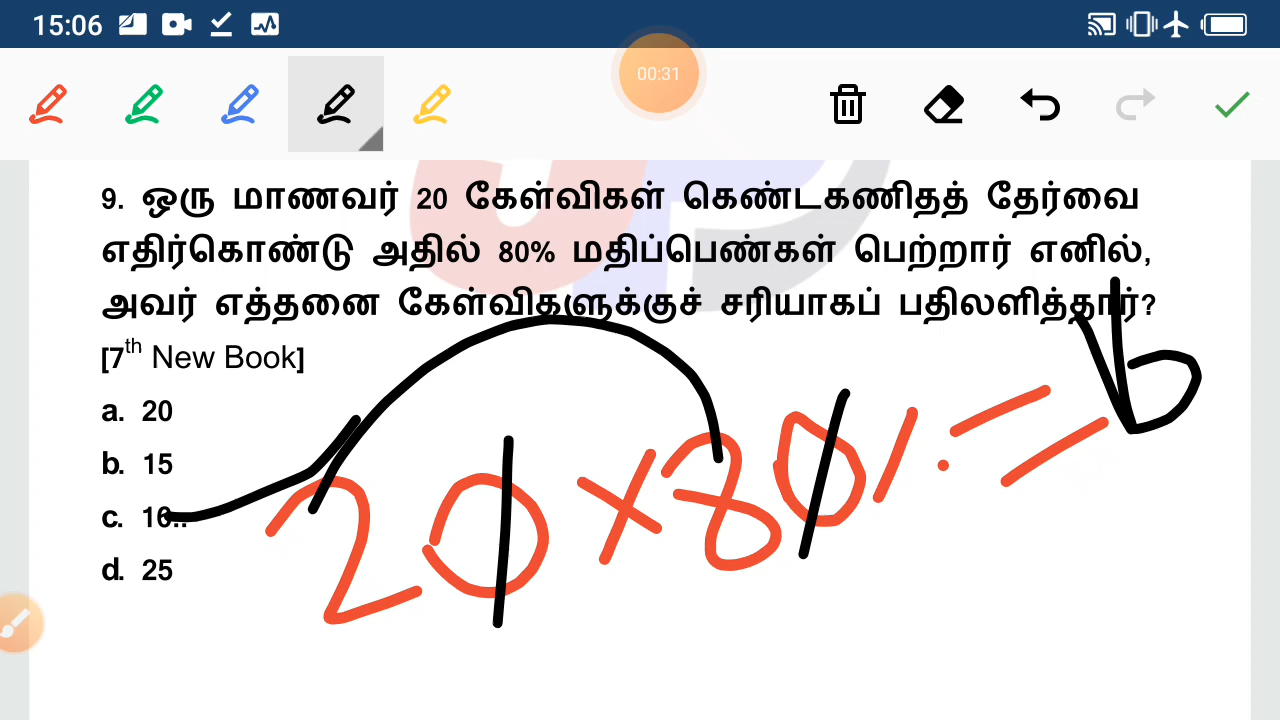 15:06
00:31
9. ஒரு மாணவர் 20 கேள்விகள் கெண்டகணிதத் தேர்வை
எதிர்கொண்டு அதில் 80% மதிப்பெண்கள் பெற்றார் எனில்,
அவர் எத்தனை கேள்விகளுக்குச் சரியாகப் பதிலளித்தார்?
[7th New Book]
a. 20
b. 15
c. 16..
d. 25
20 × 80% = 16